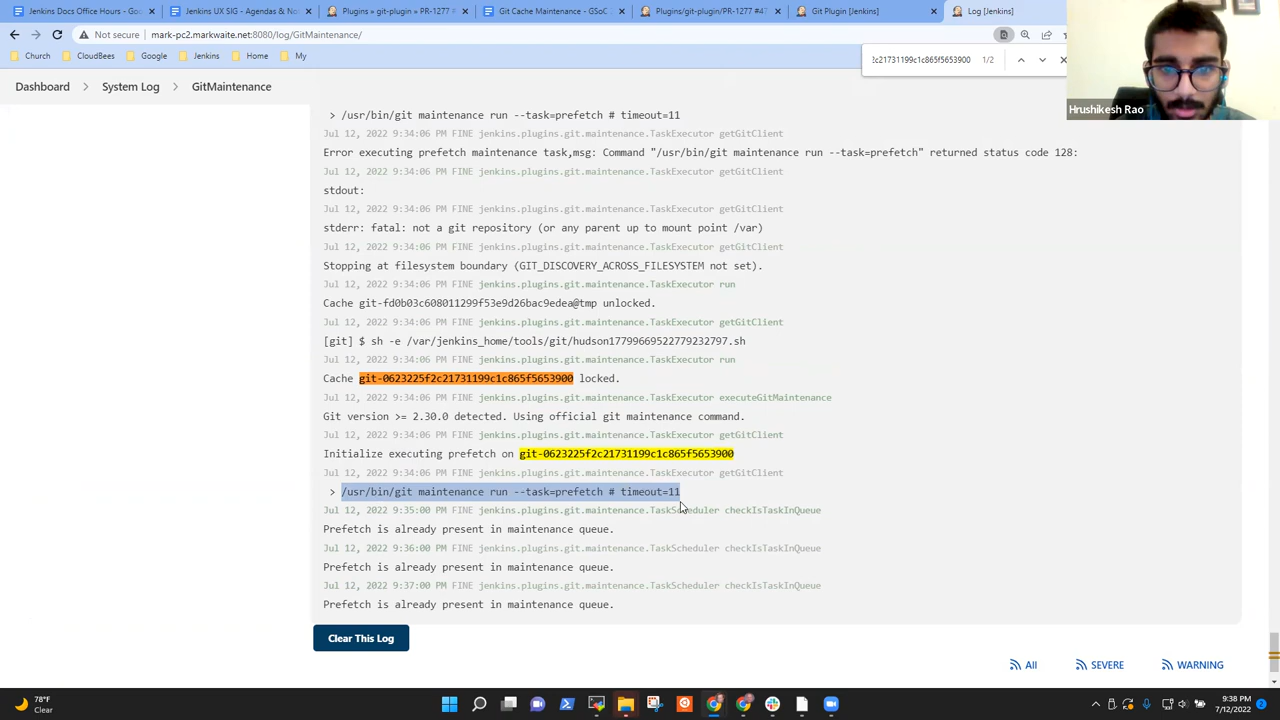 Jenkins UX SIG - Agendas & No
Plugins » git-plugin » PR-1277 #
Git Cache Maintenance - GSoC
Plugins/git-plugin/PR-1277 #47
Git Plugin [Jenkins]
Log [Jenkins]
Not secure mark-pc2.markwaite.net:8080/log/GitMaintenance/
Church CloudBees Google Jenkins Home My
:2c21731199c1c865f5653900 1/2
Hrushikesh Rao
Dashboard > System Log > GitMaintenance
> /usr/bin/git maintenance run --task=prefetch # timeout=11
Jul 12, 2022 9:34:06 PM FINE jenkins.plugins.git.maintenance.TaskExecutor getGitClient
Error executing prefetch maintenance task,msg: Command "/usr/bin/git maintenance run --task=prefetch" returned status code 128:
Jul 12, 2022 9:34:06 PM FINE jenkins.plugins.git.maintenance.TaskExecutor getGitClient
stdout:
Jul 12, 2022 9:34:06 PM FINE jenkins.plugins.git.maintenance.TaskExecutor getGitClient
stderr: fatal: not a git repository (or any parent up to mount point /var)
Jul 12, 2022 9:34:06 PM FINE jenkins.plugins.git.maintenance.TaskExecutor getGitClient
Stopping at filesystem boundary (GIT_DISCOVERY_ACROSS_FILESYSTEM not set).
Jul 12, 2022 9:34:06 PM FINE jenkins.plugins.git.maintenance.TaskExecutor run
Cache git-fd0b03c608011299f53e9d26bac9edea@tmp unlocked.
Jul 12, 2022 9:34:06 PM FINE jenkins.plugins.git.maintenance.TaskExecutor getGitClient
[git] $ sh -e /var/jenkins_home/tools/git/hudson17799669522779232797.sh
Jul 12, 2022 9:34:06 PM FINE jenkins.plugins.git.maintenance.TaskExecutor run
Cache git-0623225f2c21731199c1c865f5653900 locked.
Jul 12, 2022 9:34:06 PM FINE jenkins.plugins.git.maintenance.TaskExecutor executeGitMaintenance
Git version >= 2.30.0 detected. Using official git maintenance command.
Jul 12, 2022 9:34:06 PM FINE jenkins.plugins.git.maintenance.TaskExecutor getGitClient
Initialize executing prefetch on git-0623225f2c21731199c1c865f5653900
Jul 12, 2022 9:34:06 PM FINE jenkins.plugins.git.maintenance.TaskExecutor getGitClient
> /usr/bin/git maintenance run --task=prefetch # timeout=11
Jul 12, 2022 9:35:00 PM FINE jenkins.plugins.git.maintenance.TaskScheduler checkIsTaskInQueue
Prefetch is already present in maintenance queue.
Jul 12, 2022 9:36:00 PM FINE jenkins.plugins.git.maintenance.TaskScheduler checkIsTaskInQueue
Prefetch is already present in maintenance queue.
Jul 12, 2022 9:37:00 PM FINE jenkins.plugins.git.maintenance.TaskScheduler checkIsTaskInQueue
Prefetch is already present in maintenance queue.
Clear This Log
All SEVERE WARNING
78°F
Clear
9:38 PM
7/12/2022
2